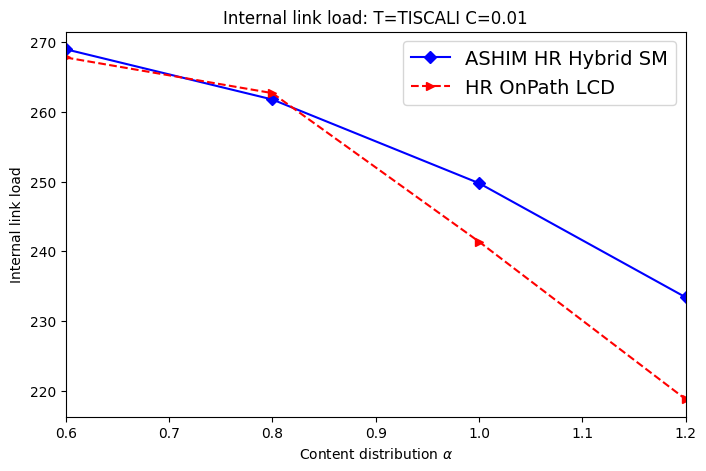 Internal link load: T=TISCALI C=0.01
ASHIM HR Hybrid SM
HR OnPath LCD
Internal link load
270
260
250
240
230
220
0.6 0.7 0.8 0.9 1.0 1.1 1.2
Content distribution α